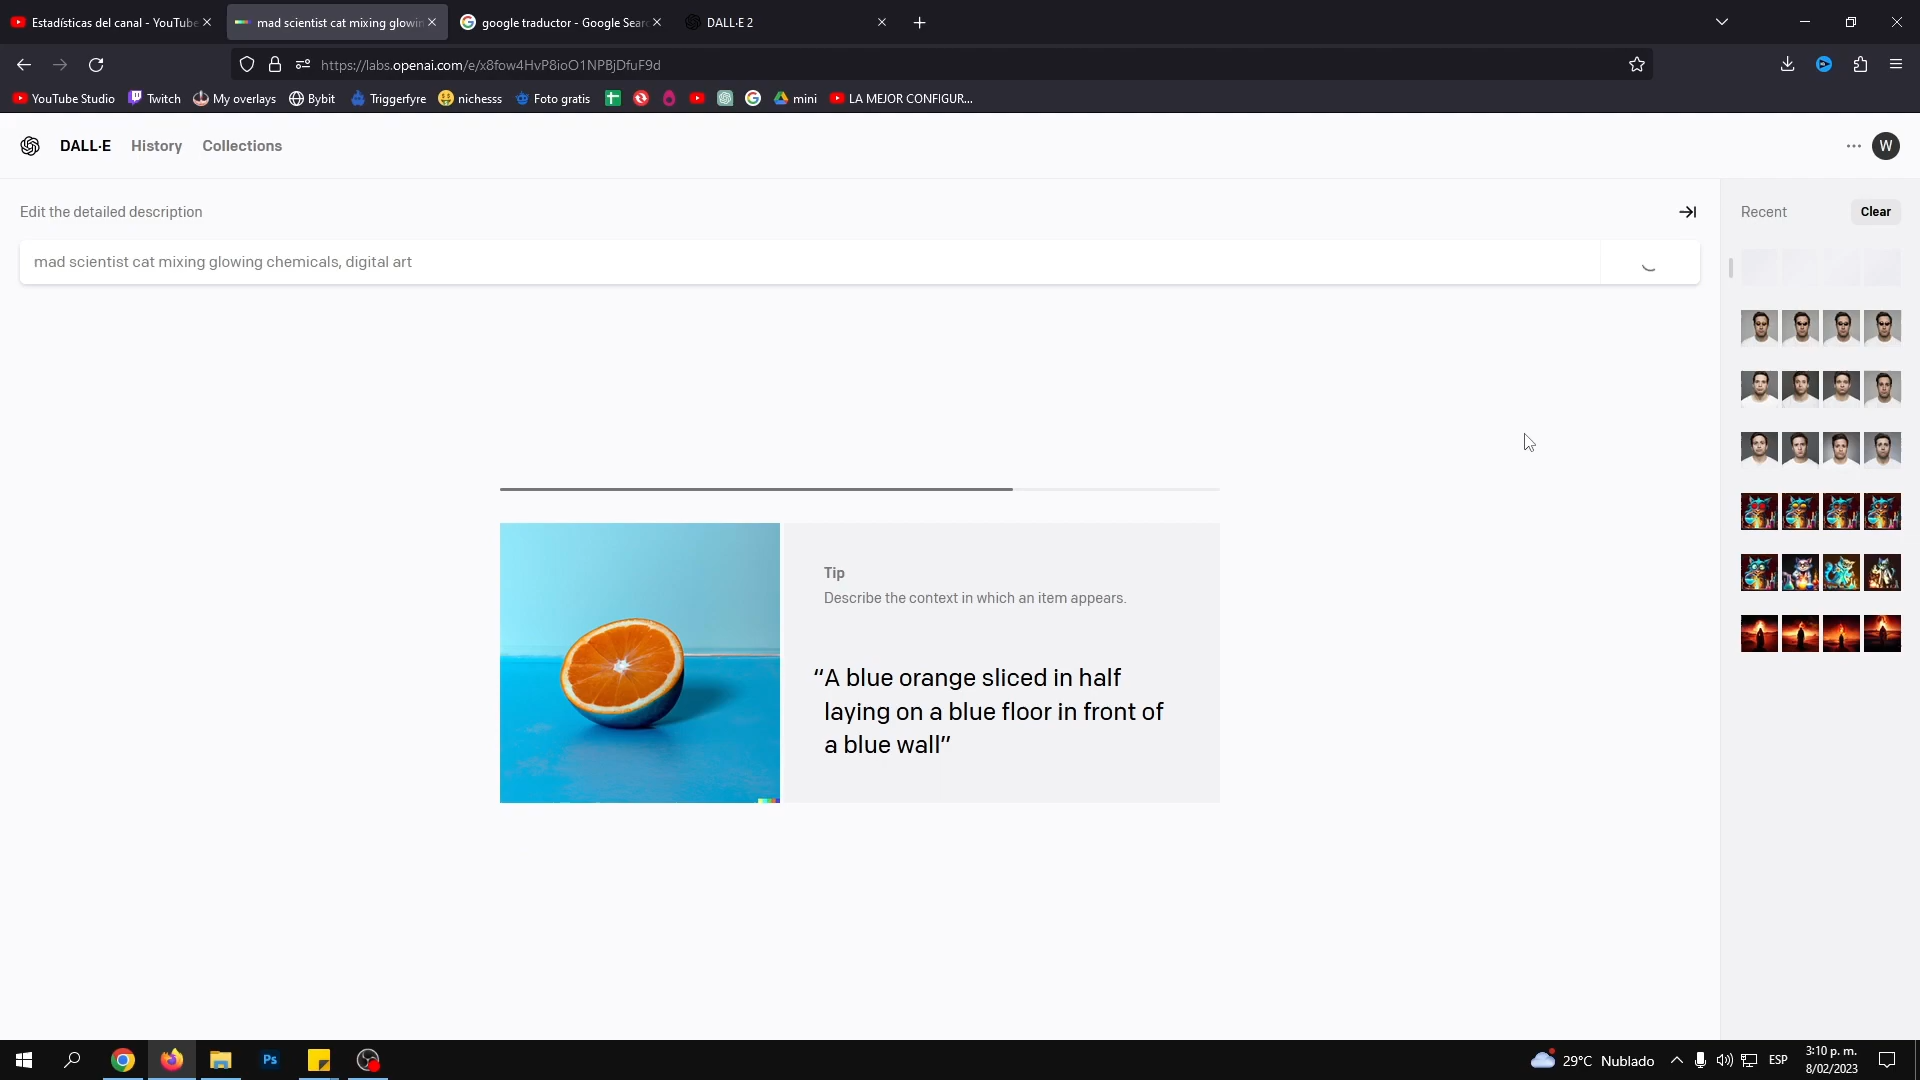 Estadísticas del canal - YouTube
mad scientist cat mixing glowin
google traductor - Google Sear
DALL·E 2
https://labs.openai.com/e/x8fow4HvP8ioO1NPBjDfuF9d
YouTube Studio
Twitch
My overlays
Bybit
Triggerfyre
nichesss
Foto gratis
mini
LA MEJOR CONFIGUR...
DALL·E
History
Collections
W
Edit the detailed description
Recent
Clear
mad scientist cat mixing glowing chemicals, digital art
Tip
Describe the context in which an item appears.
“A blue orange sliced in half
laying on a blue floor in front of
a blue wall”
Ps
29°C Nublado
ESP
3:10 p. m.
8/02/2023